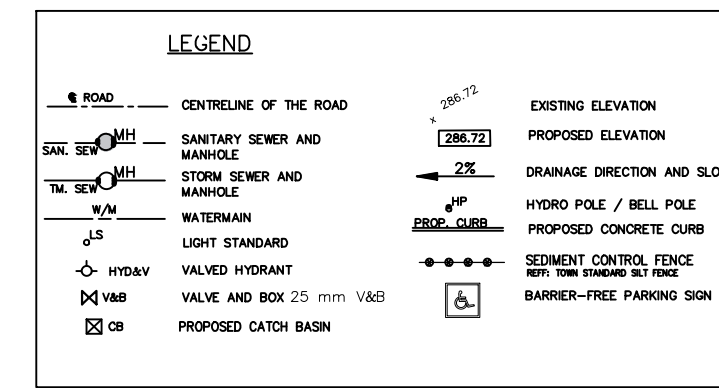 LEGEND
ROAD
CENTRELINE OF THE ROAD
SAN. SEW
MH
SANITARY SEWER AND
MANHOLE
TM. SEW
MH
STORM SEWER AND
MANHOLE
W/M
WATERMAIN
LS
LIGHT STANDARD
HYD&V
VALVED HYDRANT
V&B
VALVE AND BOX 25 mm V&B
CB
PROPOSED CATCH BASIN
x 286.72
EXISTING ELEVATION
286.72
PROPOSED ELEVATION
2%
DRAINAGE DIRECTION AND SLO
HP
HYDRO POLE / BELL POLE
PROP. CURB
PROPOSED CONCRETE CURB
SEDIMENT CONTROL FENCE
REFF: TOWN STANDARD SILT FENCE
BARRIER-FREE PARKING SIGN